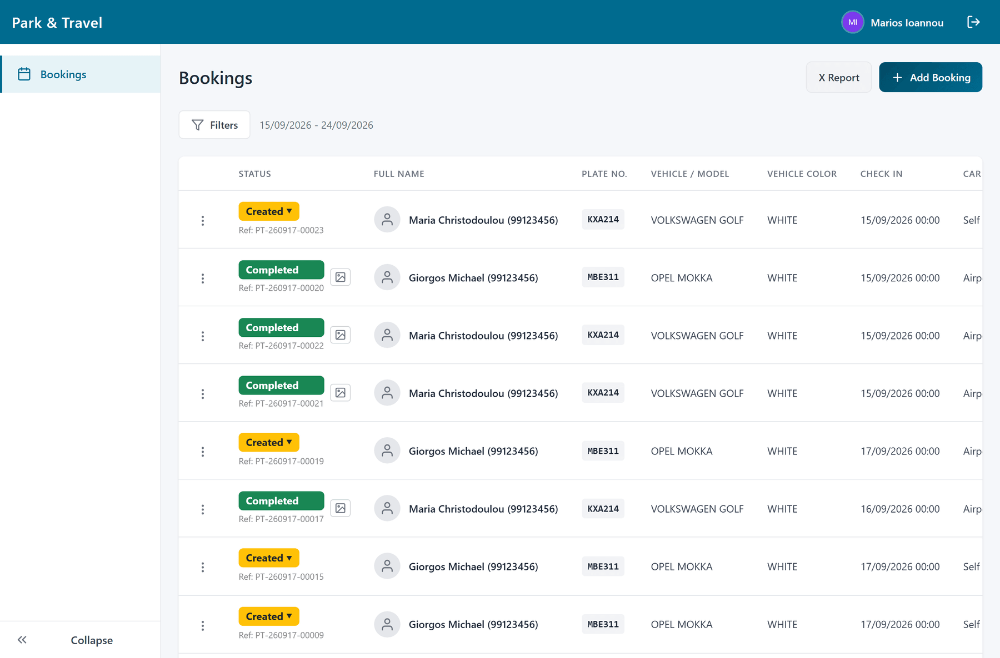 Park & Travel
MI
Marios Ioannou
Bookings
Bookings
X Report
+ Add Booking
Filters
15/09/2026 - 24/09/2026
STATUS FULL NAME PLATE NO. VEHICLE / MODEL VEHICLE COLOR CHECK IN CAR
Created ▼
Ref: PT-260917-00023
Maria Christodoulou (99123456) KXA214 VOLKSWAGEN GOLF WHITE 15/09/2026 00:00 Self
Completed
Ref: PT-260917-00020
Giorgos Michael (99123456) MBE311 OPEL MOKKA WHITE 15/09/2026 00:00 Airp
Completed
Ref: PT-260917-00022
Maria Christodoulou (99123456) KXA214 VOLKSWAGEN GOLF WHITE 15/09/2026 00:00 Airp
Completed
Ref: PT-260917-00021
Maria Christodoulou (99123456) KXA214 VOLKSWAGEN GOLF WHITE 15/09/2026 00:00 Airp
Created ▼
Ref: PT-260917-00019
Giorgos Michael (99123456) MBE311 OPEL MOKKA WHITE 17/09/2026 00:00 Airp
Completed
Ref: PT-260917-00017
Maria Christodoulou (99123456) KXA214 VOLKSWAGEN GOLF WHITE 16/09/2026 00:00 Airp
Created ▼
Ref: PT-260917-00015
Giorgos Michael (99123456) MBE311 OPEL MOKKA WHITE 17/09/2026 00:00 Self
Created ▼
Ref: PT-260917-00009
Giorgos Michael (99123456) MBE311 OPEL MOKKA WHITE 17/09/2026 00:00 Self
Collapse